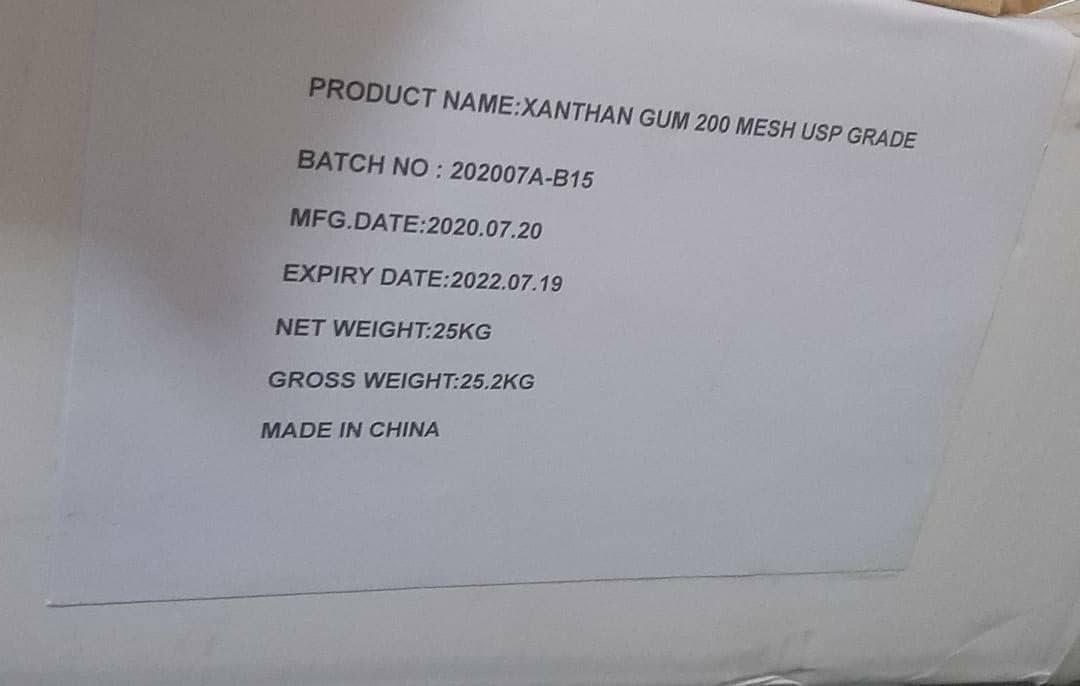 PRODUCT NAME:XANTHAN GUM 200 MESH USP GRADE
BATCH NO : 202007A-B15
MFG.DATE:2020.07.20
EXPIRY DATE:2022.07.19
NET WEIGHT:25KG
GROSS WEIGHT:25.2KG
MADE IN CHINA